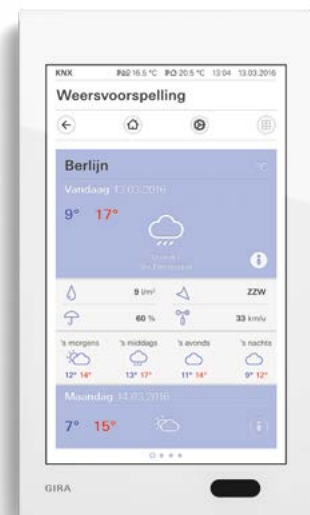 KNX 16.5 °C 20.5 °C 13:04 13.03.2016
Weersvoorspelling
Berlijn °C
Vandaag 13.03.2016
9° 17°
9 l/m² ZZW
60 % 33 km/u
's morgens 's middags 's avonds 's nachts
12° 14° 13° 17° 11° 14° 9° 12°
Maandag 14.03.2016
7° 15°
GIRA